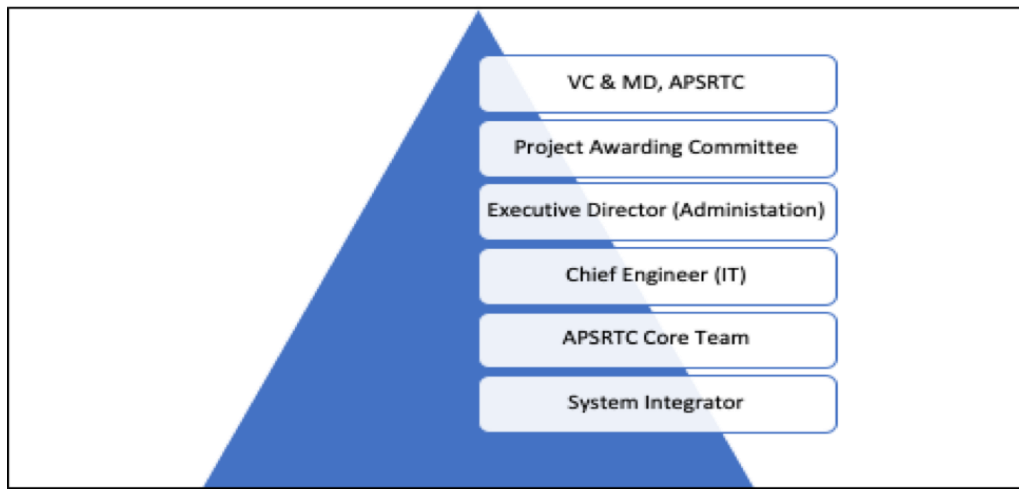 VC & MD, APSRTC
Project Awarding Committee
Executive Director (Administation)
Chief Engineer (IT)
APSRTC Core Team
System Integrator